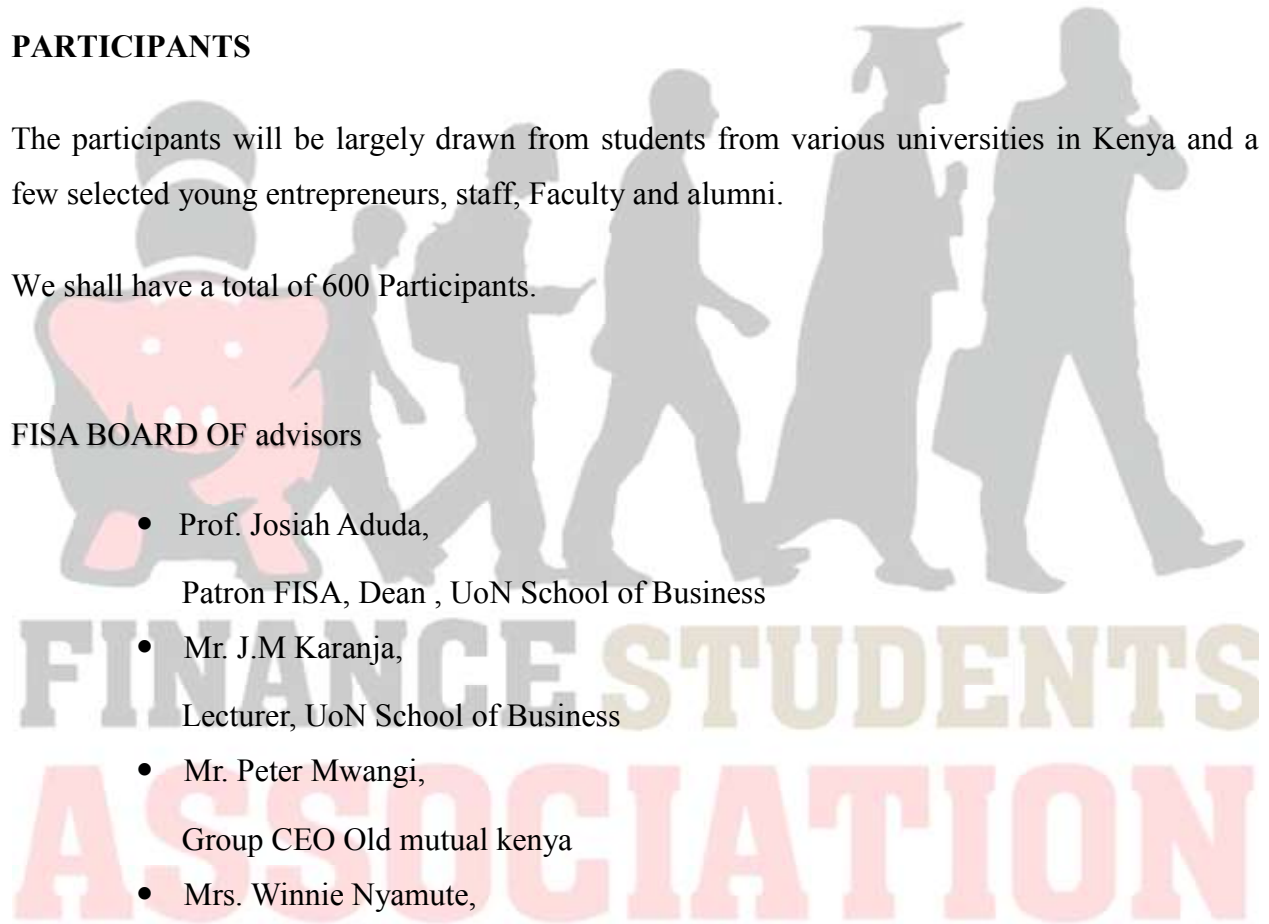 PARTICIPANTS
The participants will be largely drawn from students from various universities in Kenya and a
few selected young entrepreneurs, staff, Faculty and alumni.
We shall have a total of 600 Participants.
FISA BOARD OF advisors
• Prof. Josiah Aduda,
Patron FISA, Dean , UoN School of Business
• Mr. J.M Karanja,
Lecturer, UoN School of Business
• Mr. Peter Mwangi,
Group CEO Old mutual kenya
• Mrs. Winnie Nyamute,
FINANCE STUDENTS
ASSOCIATION